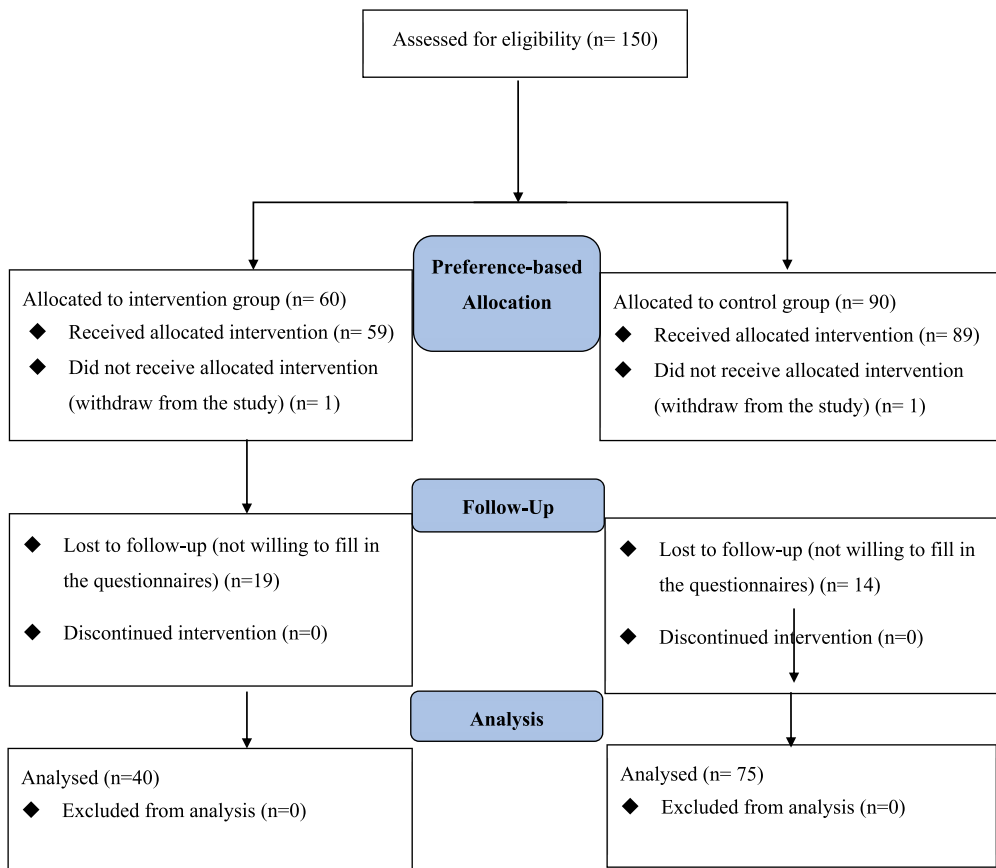 Assessed for eligibility (n= 150)
Preference-based
Allocation
Allocated to intervention group (n= 60)
◆ Received allocated intervention (n= 59)
◆ Did not receive allocated intervention
(withdraw from the study) (n= 1)
Allocated to control group (n= 90)
◆ Received allocated intervention (n= 89)
◆ Did not receive allocated intervention
(withdraw from the study) (n= 1)
Follow-Up
◆ Lost to follow-up (not willing to fill in
the questionnaires) (n=19)
◆ Discontinued intervention (n=0)
◆ Lost to follow-up (not willing to fill in
the questionnaires) (n= 14)
◆ Discontinued intervention (n=0)
Analysis
Analysed (n=40)
◆ Excluded from analysis (n=0)
Analysed (n= 75)
◆ Excluded from analysis (n=0)